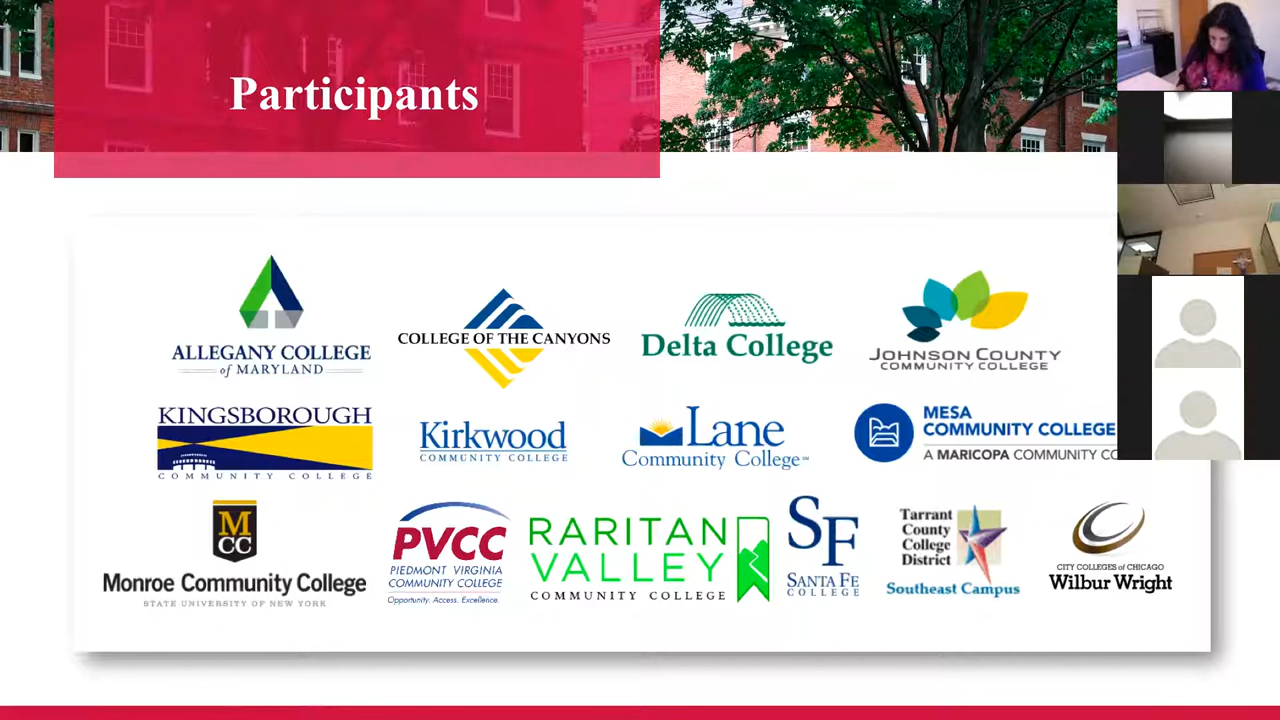 Participants
ALLEGANY COLLEGE
of MARYLAND
COLLEGE OF THE CANYONS
Delta College
JOHNSON COUNTY
COMMUNITY COLLEGE
KINGSBOROUGH
COMMUNITY COLLEGE
Kirkwood
COMMUNITY COLLEGE
Lane
Community College℠
MESA
COMMUNITY COLLEGE
A MARICOPA COMMUNITY CO
MCC
Monroe Community College
STATE UNIVERSITY OF NEW YORK
PVCC
PIEDMONT VIRGINIA
COMMUNITY COLLEGE
Opportunity. Access. Excellence.
RARITAN
VALLEY
COMMUNITY COLLEGE
SF
SANTA FE
COLLEGE
Tarrant
County
College
District
Southeast Campus
CITY COLLEGES of CHICAGO
Wilbur Wright